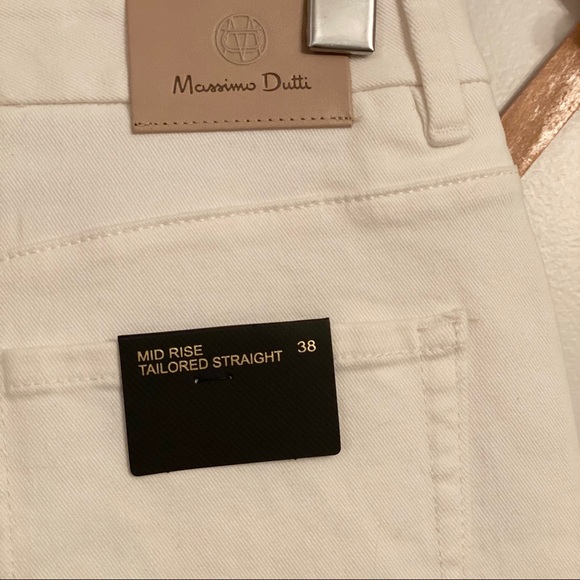 Massimo Dutti
MID RISE 38
TAILORED STRAIGHT